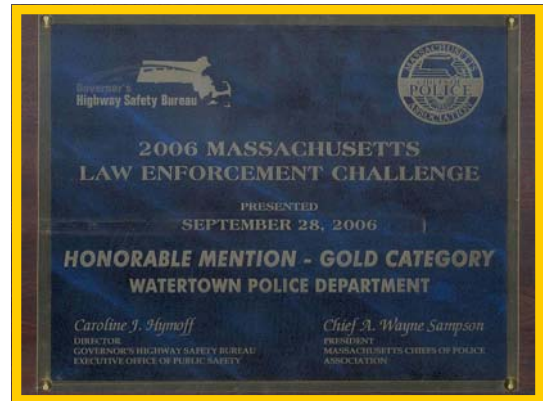 Governor's
Highway Safety Bureau
MASSACHUSETTS
CHIEFS OF
POLICE
ASSOCIATION
2006 MASSACHUSETTS
LAW ENFORCEMENT CHALLENGE
PRESENTED
SEPTEMBER 28, 2006
HONORABLE MENTION - GOLD CATEGORY
WATERTOWN POLICE DEPARTMENT
Caroline J. Hymoff
DIRECTOR
GOVERNOR'S HIGHWAY SAFETY BUREAU
EXECUTIVE OFFICE OF PUBLIC SAFETY
Chief A. Wayne Sampson
PRESIDENT
MASSACHUSETTS CHIEFS OF POLICE
ASSOCIATION